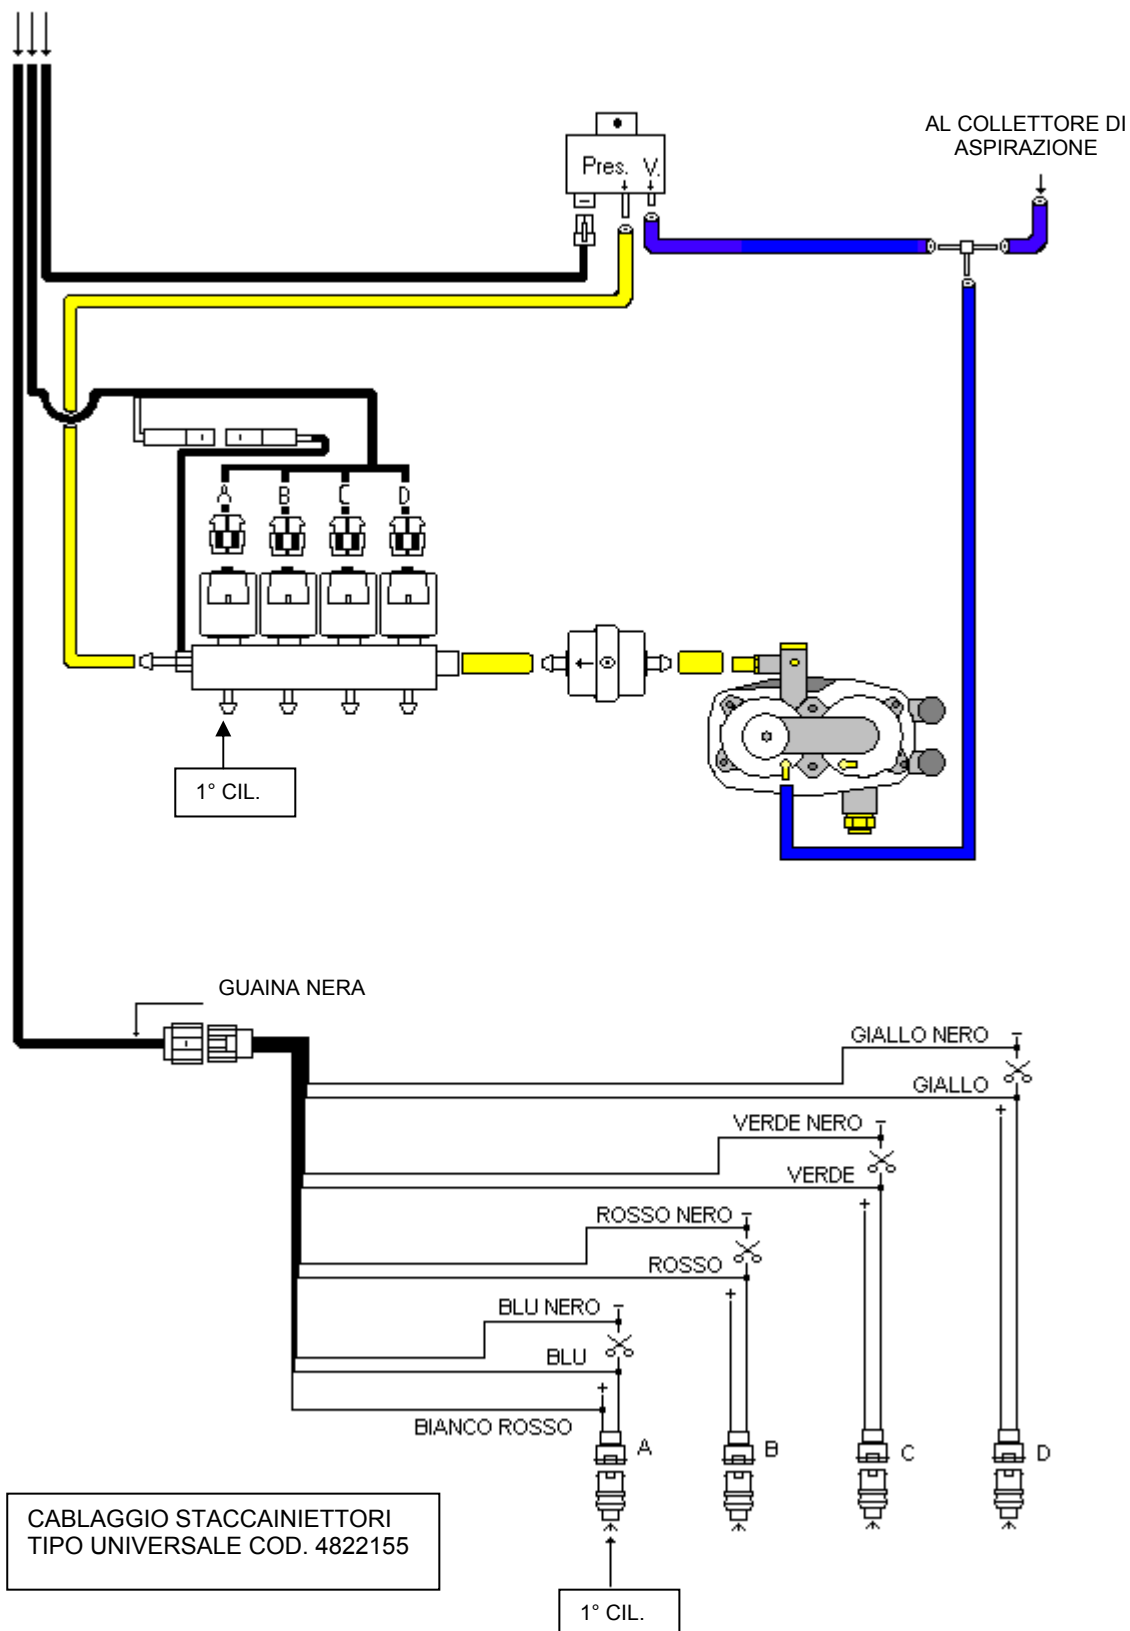 AL COLLETTORE DI
ASPIRAZIONE
Pres. V.
A B C D
1° CIL.
GUAINA NERA
GIALLO NERO -
GIALLO
+
VERDE NERO -
VERDE
+
ROSSO NERO -
ROSSO
+
BLU NERO -
BLU
+
BIANCO ROSSO
A B C D
CABLAGGIO STACCAINIETTORI
TIPO UNIVERSALE COD. 4822155
1° CIL.